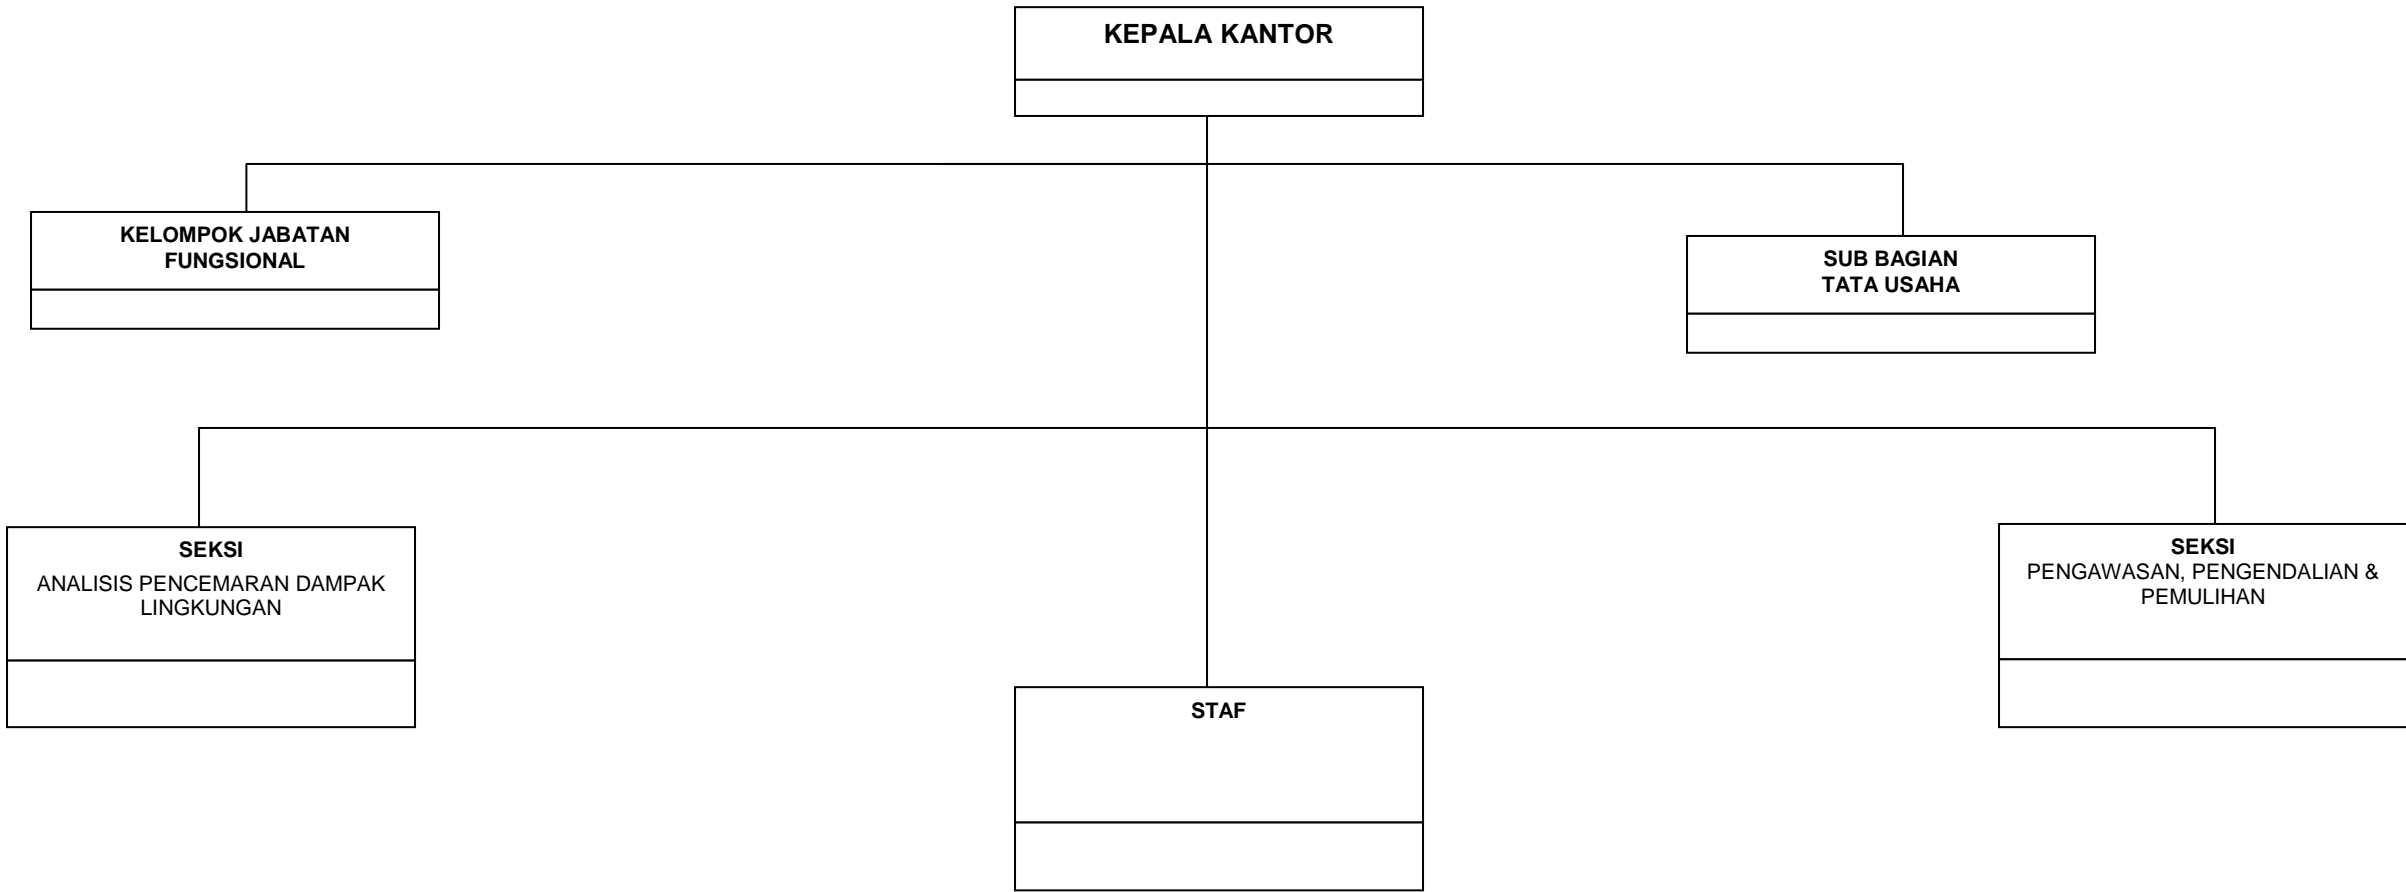 KEPALA KANTOR
KELOMPOK JABATAN
FUNGSIONAL
SUB BAGIAN
TATA USAHA
SEKSI
ANALISIS PENCEMARAN DAMPAK
LINGKUNGAN
SEKSI
PENGAWASAN, PENGENDALIAN &
PEMULIHAN
STAF